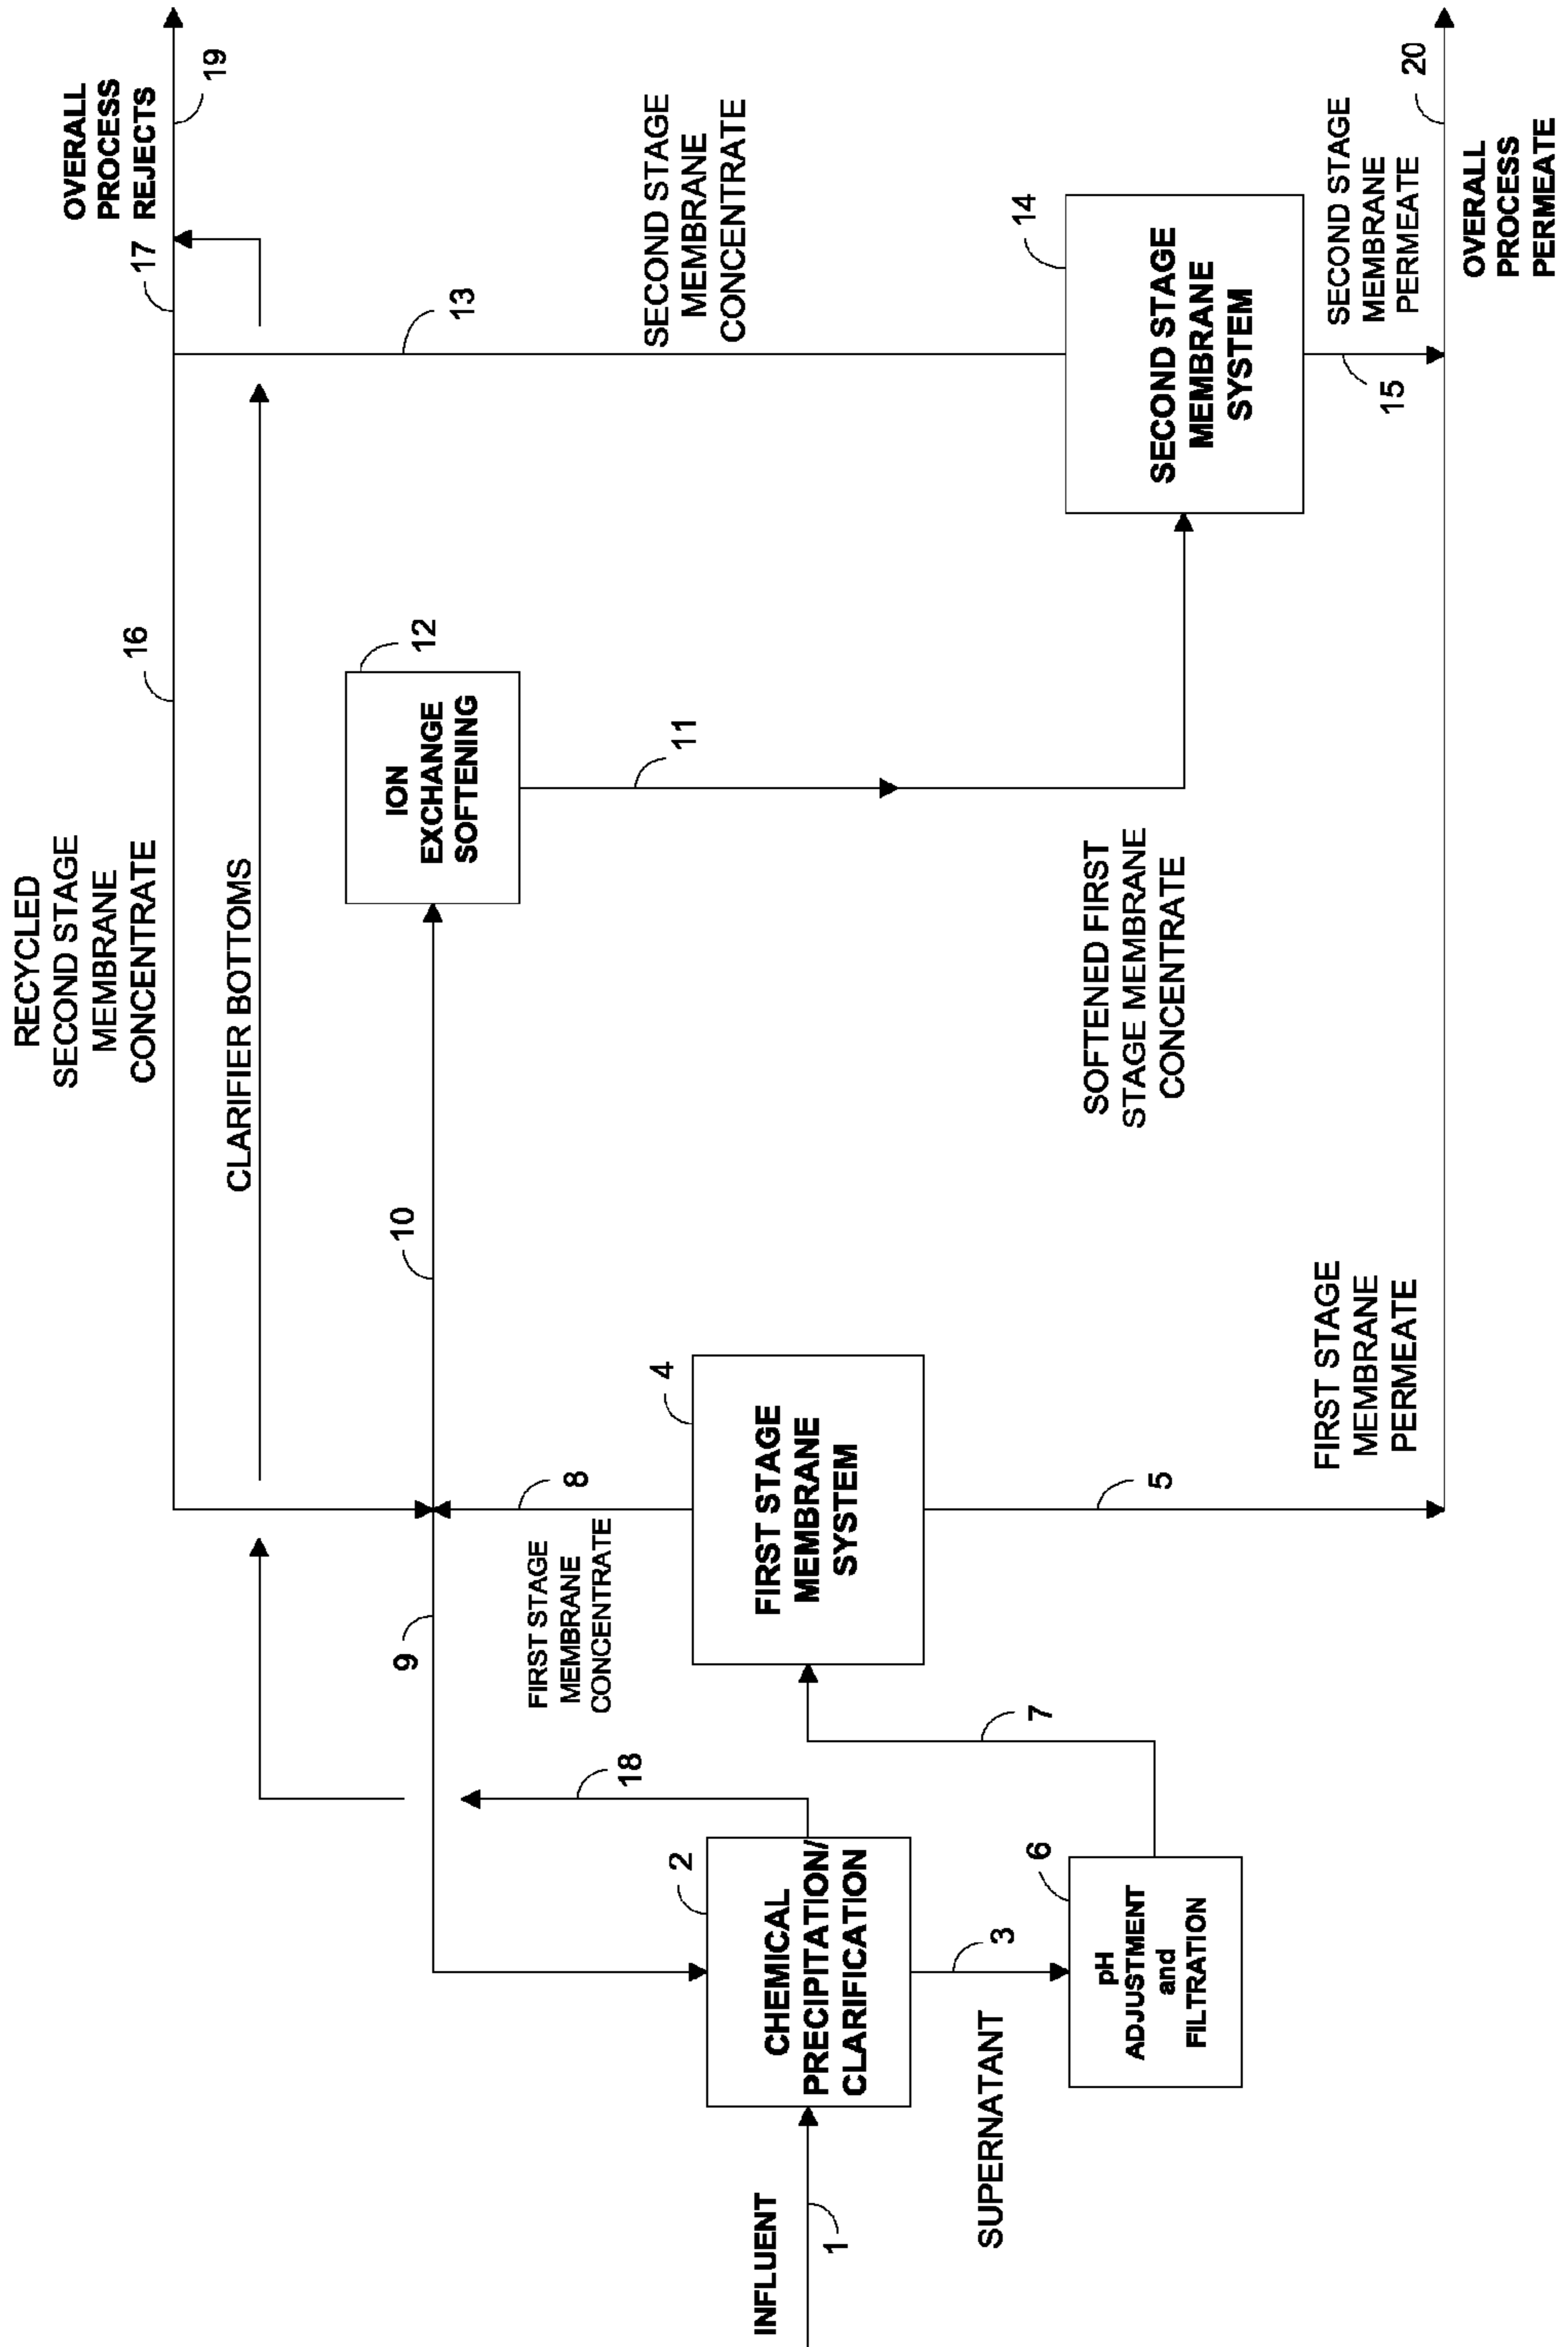 RECYCLED
SECOND STAGE
MEMBRANE
CONCENTRATE
16
17
OVERALL
PROCESS
REJECTS
19
CLARIFIER BOTTOMS
13
SECOND STAGE
MEMBRANE
CONCENTRATE
9
10
ION
EXCHANGE
SOFTENING
12
11
18
FIRST STAGE
MEMBRANE
CONCENTRATE
8
INFLUENT
1
CHEMICAL
PRECIPITATION/
CLARIFICATION
2
FIRST STAGE
MEMBRANE
SYSTEM
4
SUPERNATANT
3
7
pH
ADJUSTMENT
and
FILTRATION
6
5
SOFTENED FIRST
STAGE MEMBRANE
CONCENTRATE
SECOND STAGE
MEMBRANE
SYSTEM
14
FIRST STAGE
MEMBRANE
PERMEATE
15
SECOND STAGE
MEMBRANE
PERMEATE
20
OVERALL
PROCESS
PERMEATE